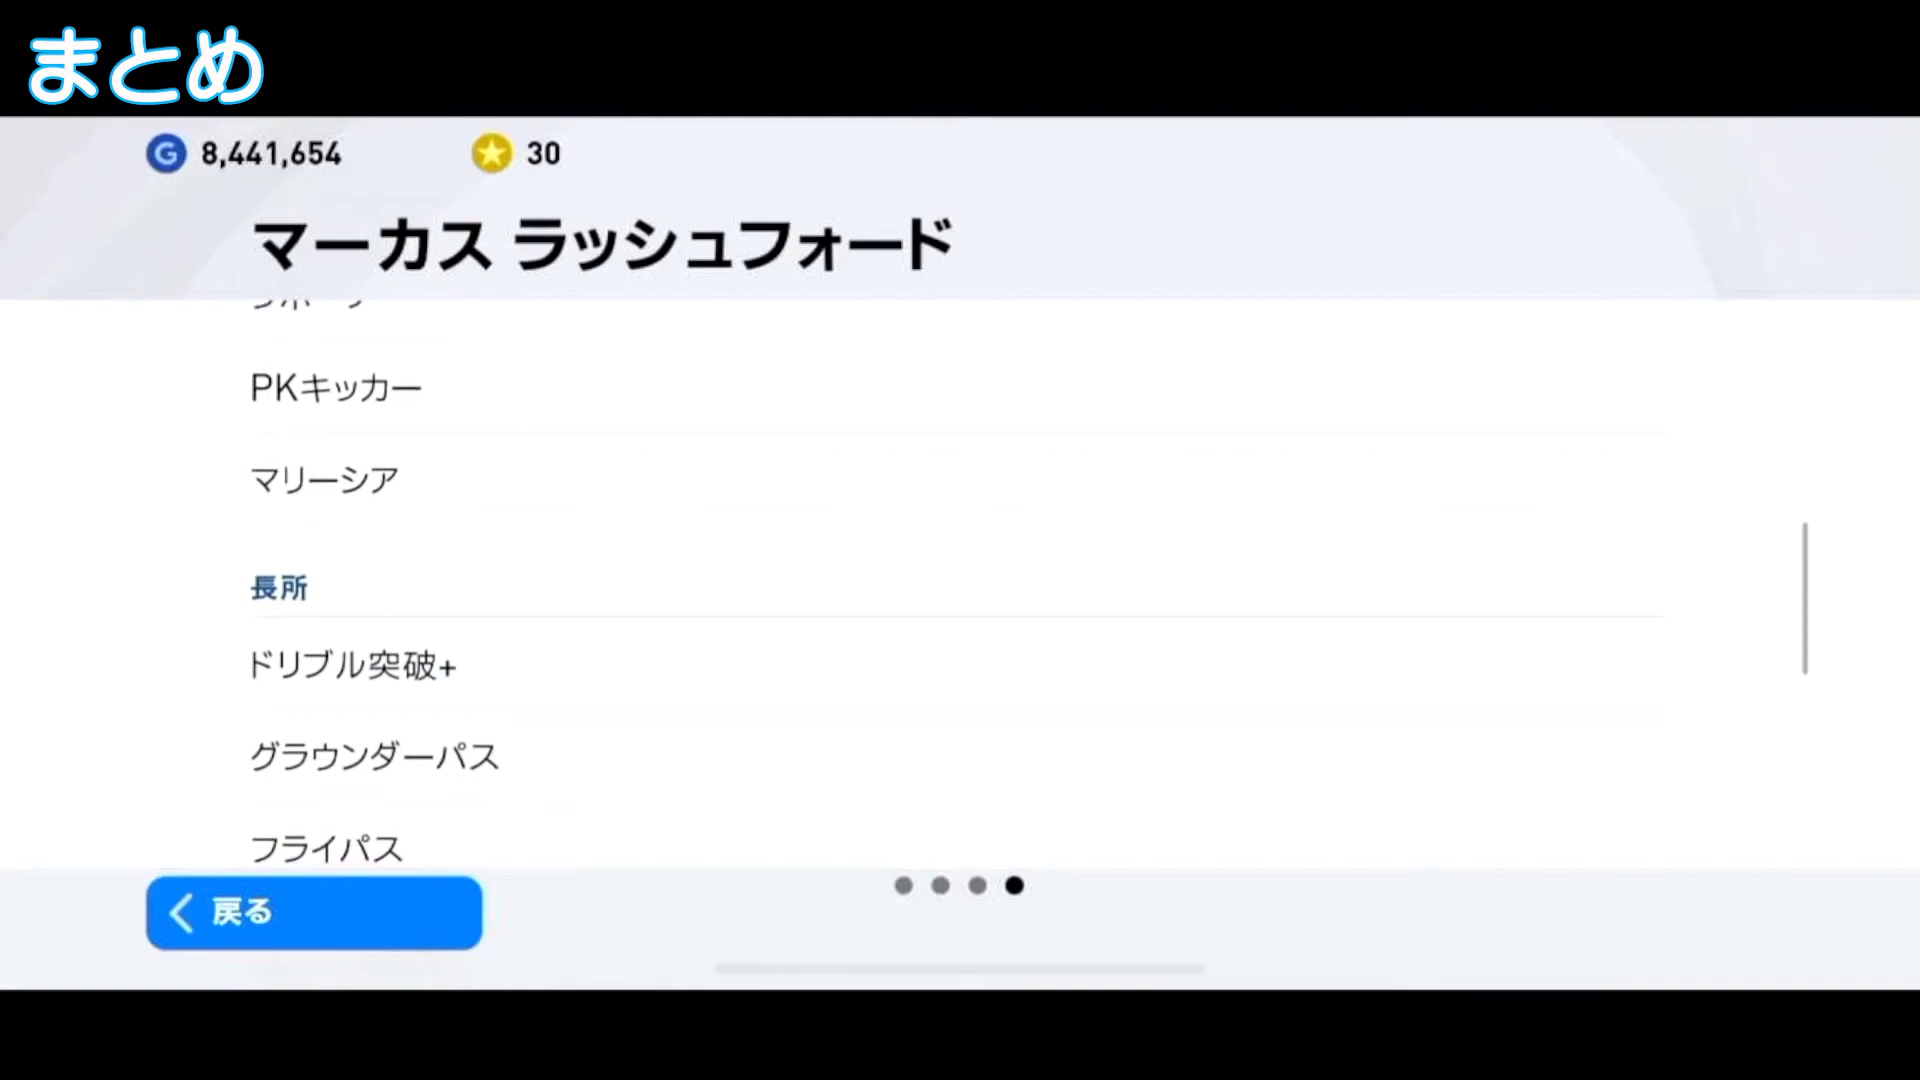 まとめ
G 8,441,654 30
マーカス ラッシュフォード
PKキッカー
マリーシア
長所
ドリブル突破+
グラウンダーパス
フライパス
戻る